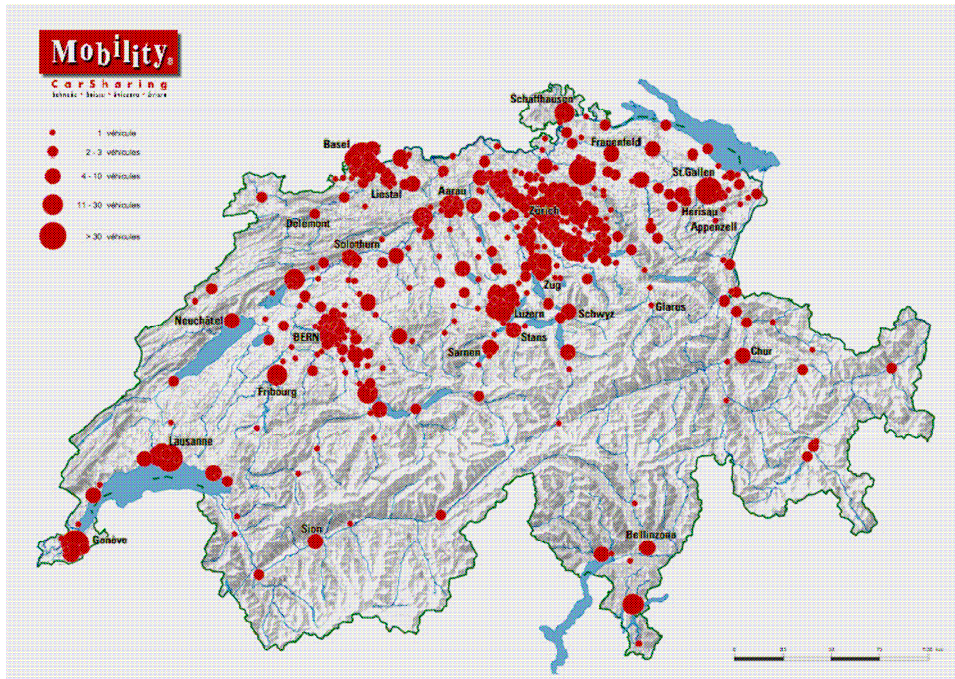 Mobility®
CarSharing
1 véhicule
2 - 3 véhicules
4 - 10 véhicules
11 - 30 véhicules
> 30 véhicules
Schaffhausen
Frauenfeld
Basel
St.Gallen
Liestal
Aarau
Herisau
Zürich
Appenzell
Delémont
Solothurn
Zug
Neuchâtel
Luzern
Schwyz
Glarus
BERN
Stans
Sarnen
Chur
Fribourg
Lausanne
Sion
Bellinzona
Genève